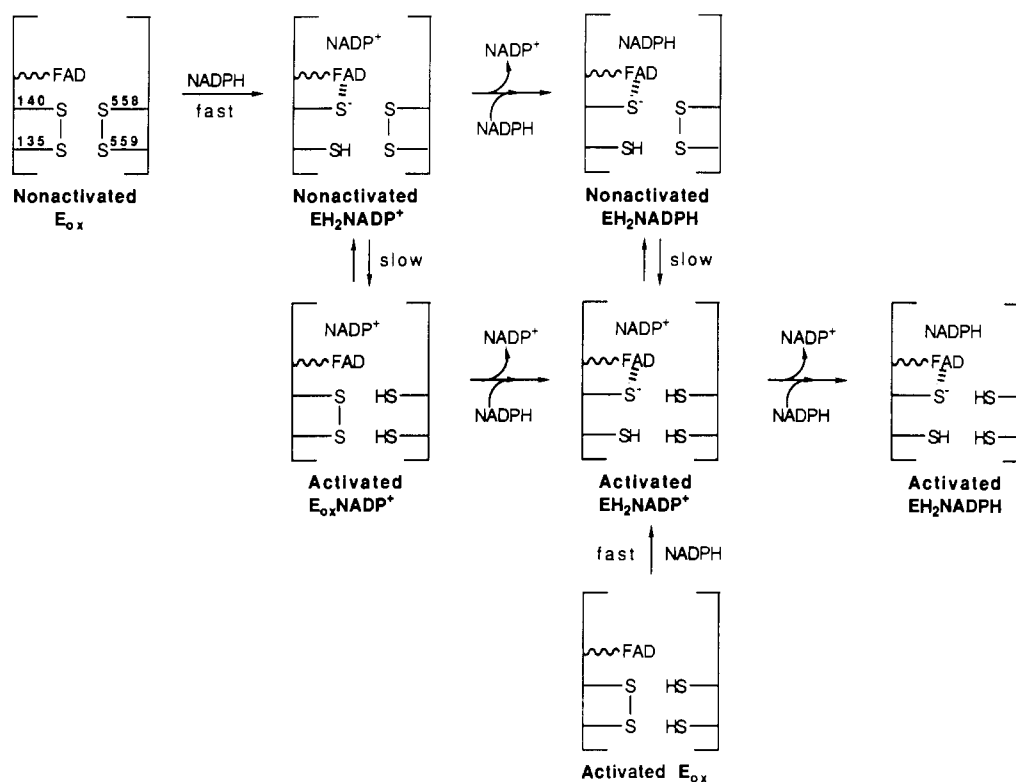 NADP⁺ NADPH
FAD NADPH FAD NADP⁺ FAD
140 S S 558 fast S⁻ S S⁻ S
NADPH
135 S S 559 SH S SH S
Nonactivated Nonactivated Nonactivated
Eox EH₂NADP⁺ EH₂NADPH
slow slow
NADP⁺ NADP⁺ NADPH
FAD NADP⁺ FAD NADP⁺ FAD
S HS S⁻ HS S⁻ HS
NADPH NADPH
S HS SH HS SH HS
Activated Activated Activated
EoxNADP⁺ EH₂NADP⁺ EH₂NADPH
fast NADPH
FAD
S HS
S HS
Activated Eox